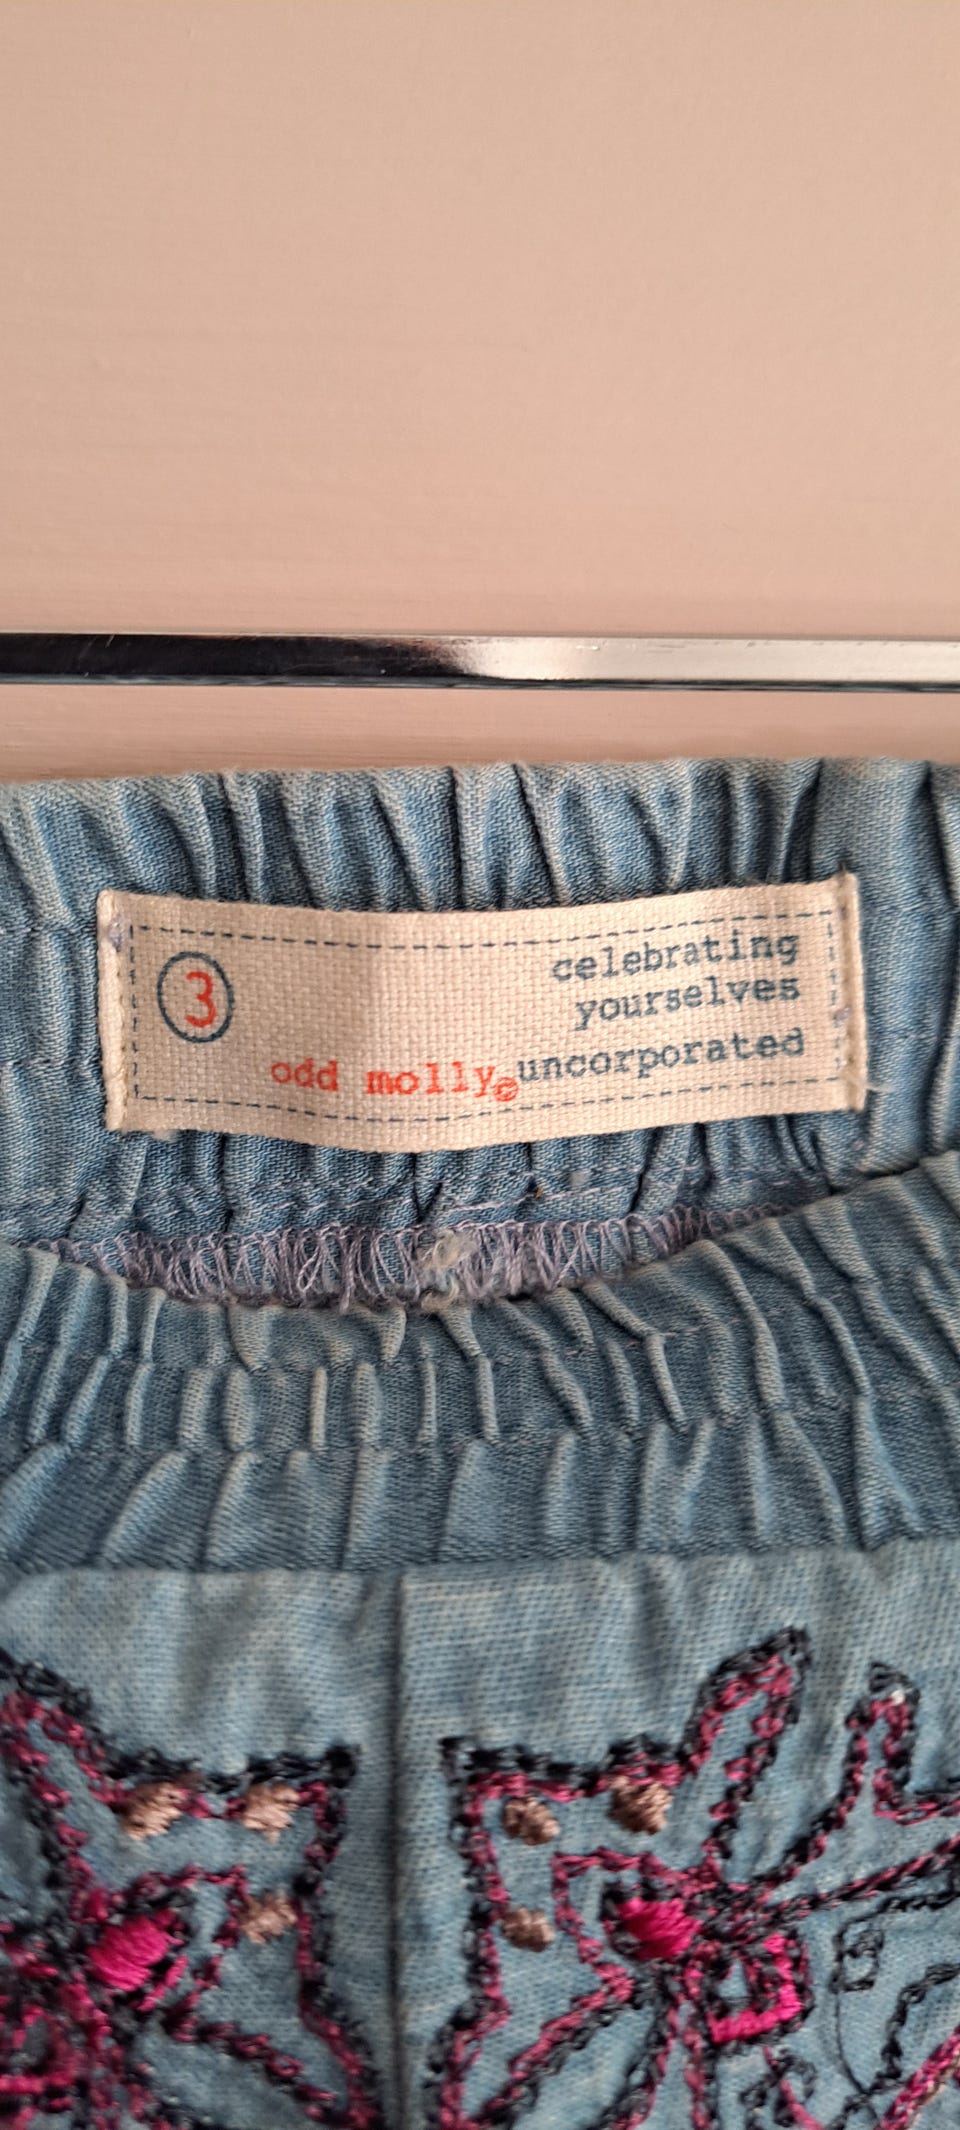 3
celebrating
yourselves
odd molly© uncorporated